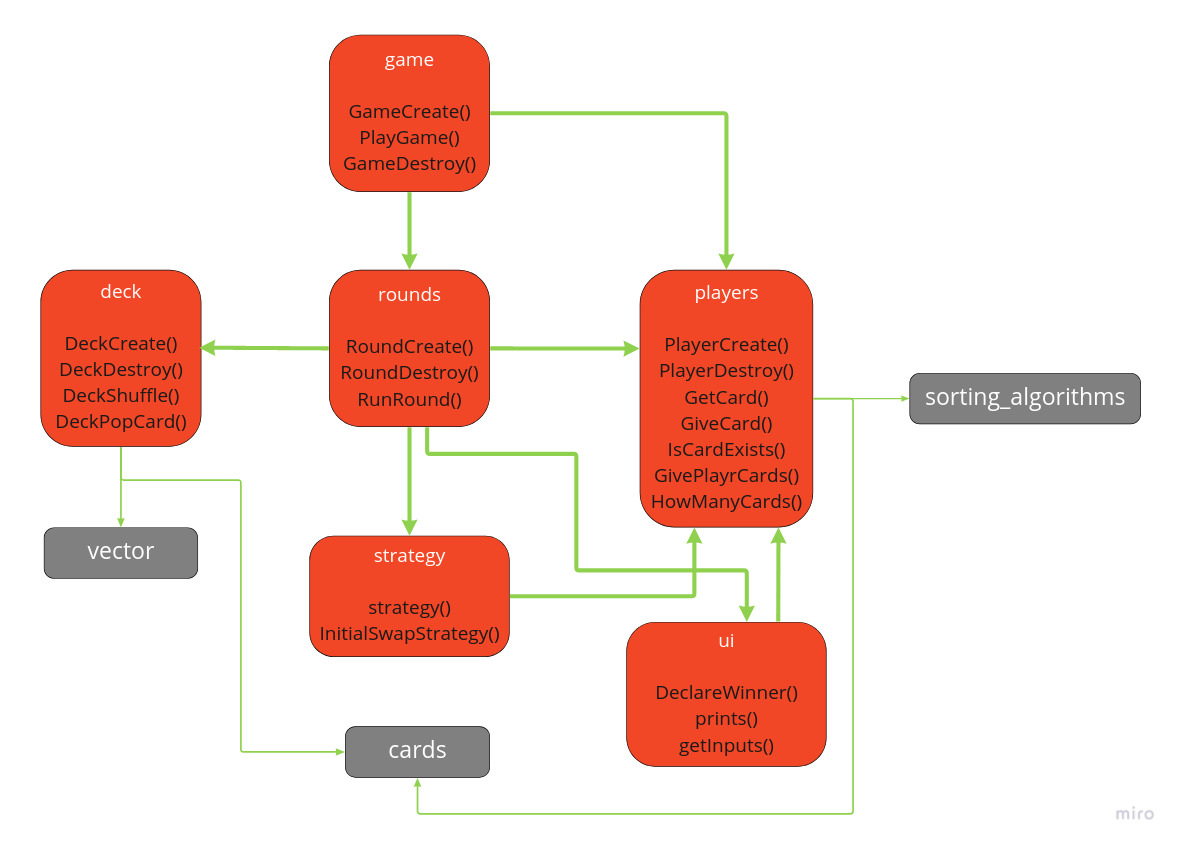 game
GameCreate()
PlayGame()
GameDestroy()
deck
DeckCreate()
DeckDestroy()
DeckShuffle()
DeckPopCard()
rounds
RoundCreate()
RoundDestroy()
RunRound()
players
PlayerCreate()
PlayerDestroy()
GetCard()
GiveCard()
IsCardExists()
GivePlayrCards()
HowManyCards()
sorting_algorithms
vector
strategy
strategy()
InitialSwapStrategy()
ui
DeclareWinner()
prints()
getInputs()
cards
miro